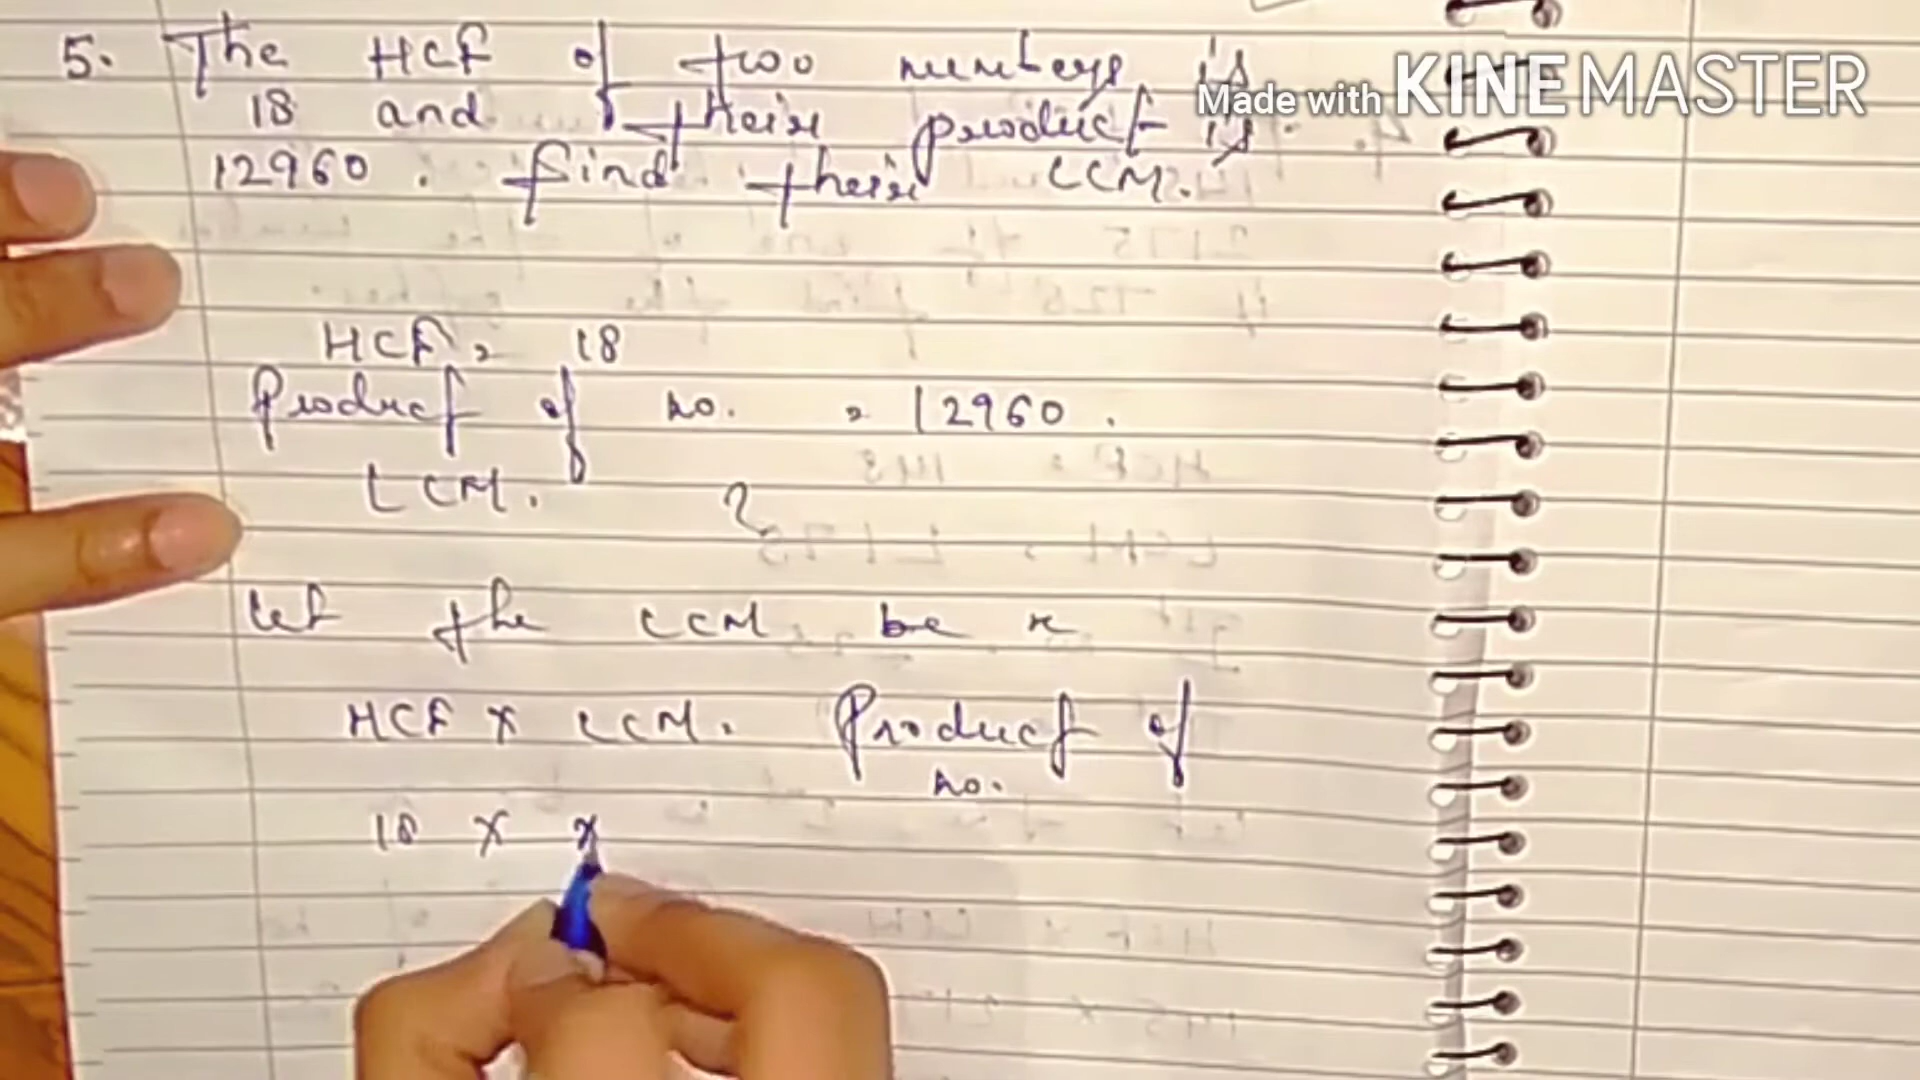 5. The HCF of two numbers is
Made with KINEMASTER
18 and their product is
12960. find their LCM.
HCF = 18
Product of no. = 12960.
LCM. ?
let the LCM be x
HCF x LCM. Product of
no.
18 x x